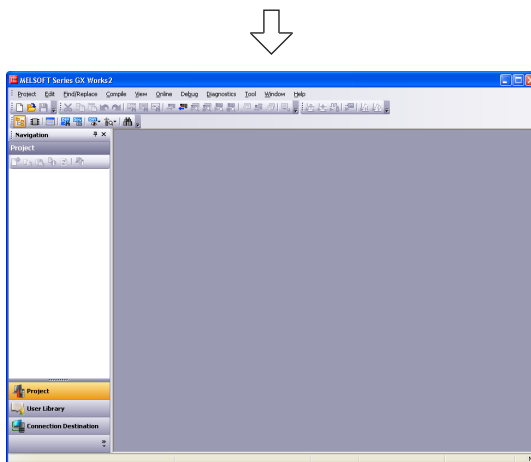 MELSOFT Series GX Works2
Project Edit Find/Replace Compile View Online Debug Diagnostics Tool Window Help
Navigation
Project
Project
User Library
Connection Destination